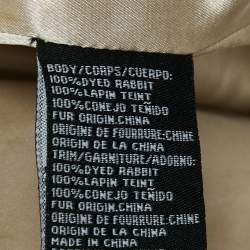 BODY/CORPS/CUERPO:
100%DYED RABBIT
100%LAPIN TEINT
100%CONEJO TEÑIDO
FUR ORIGIN.CHINA
ORIGINE DE FOURRURE:CHINE
ORIGIN DE LA CHINA
TRIM/GARNITURE/ADORNO:
100%DYED RABBIT
100%LAPIN TEINT
100%CONEJO TEÑIDO
FUR ORIGIN.CHINA
ORIGINE DE FOURRURE:CHINE
ORIGIN DE LA CHINA
MADE IN CHINA